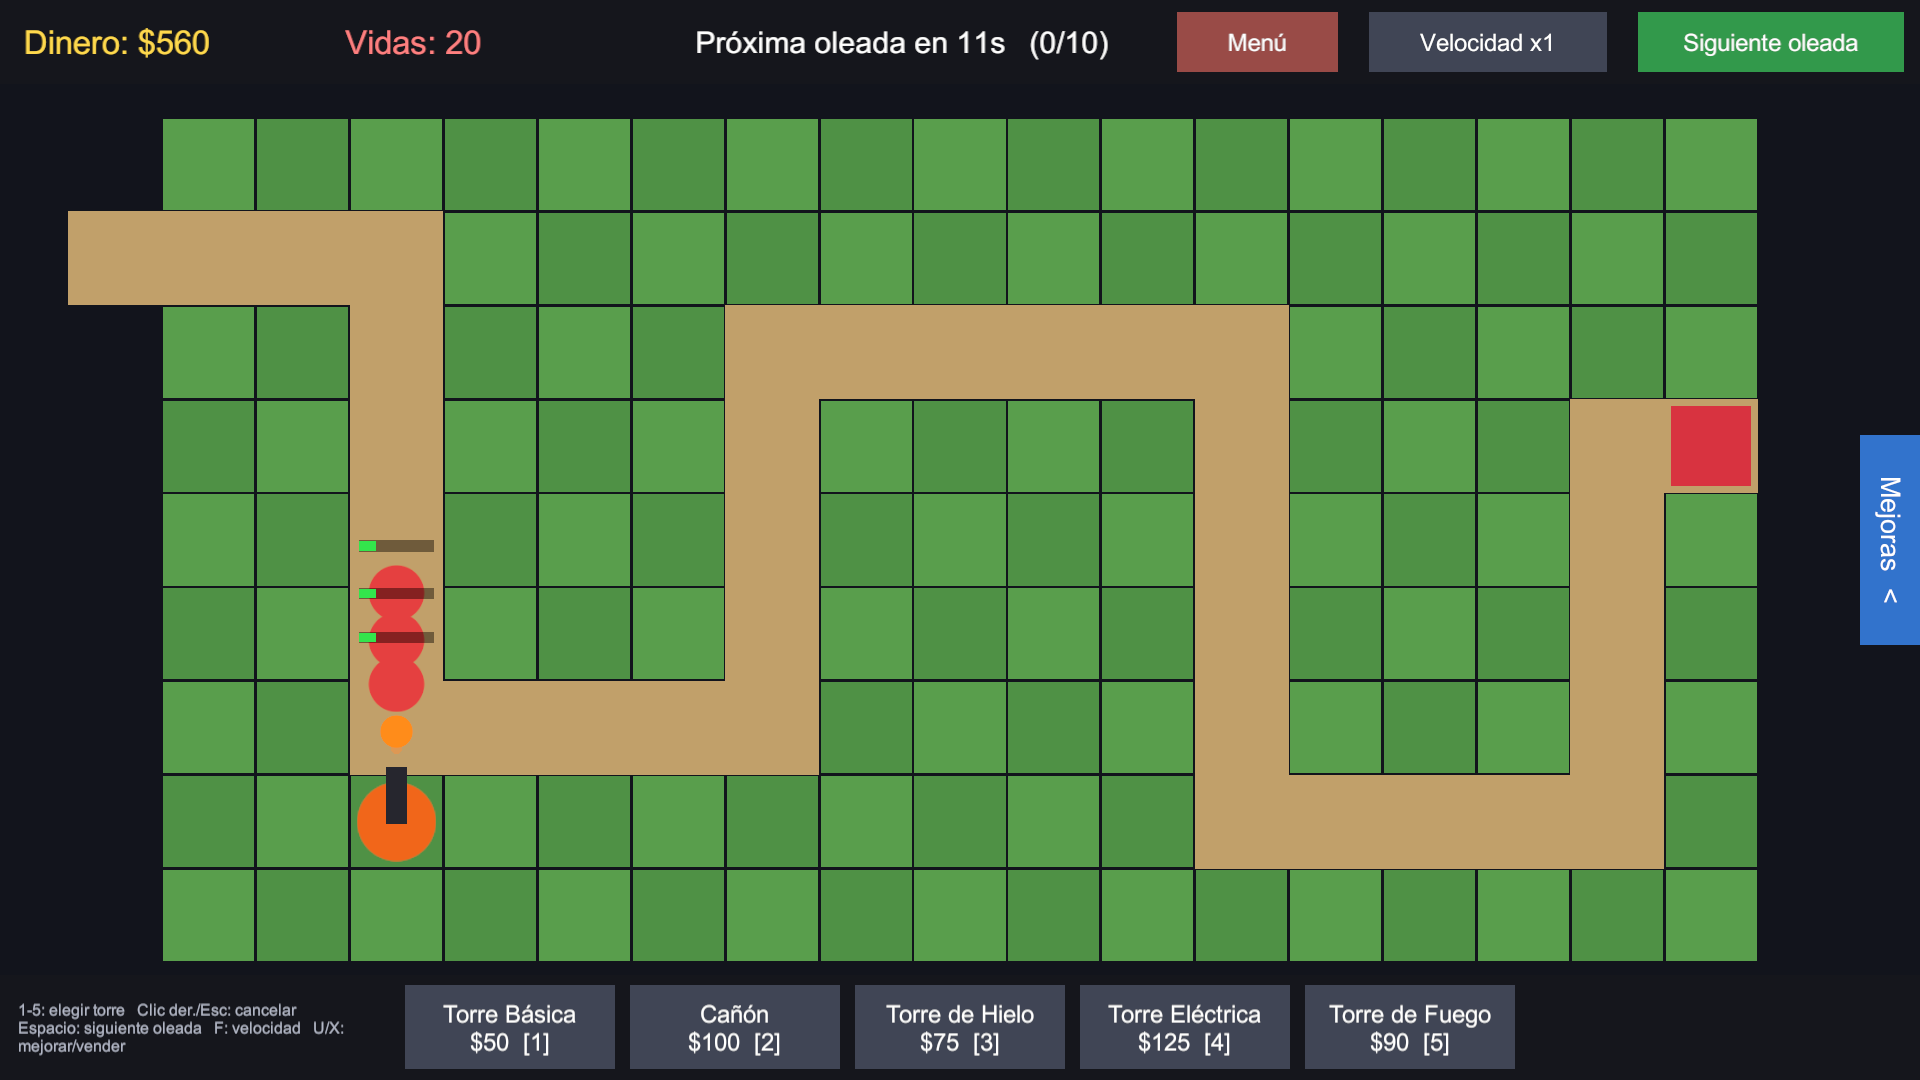 Dinero: $560
Vidas: 20
Próxima oleada en 11s (0/10)
Menú
Velocidad x1
Siguiente oleada
Mejoras <
1-5: elegir torre Clic der./Esc: cancelar
Espacio: siguiente oleada F: velocidad U/X:
mejorar/vender
Torre Básica
$50 [1]
Cañón
$100 [2]
Torre de Hielo
$75 [3]
Torre Eléctrica
$125 [4]
Torre de Fuego
$90 [5]